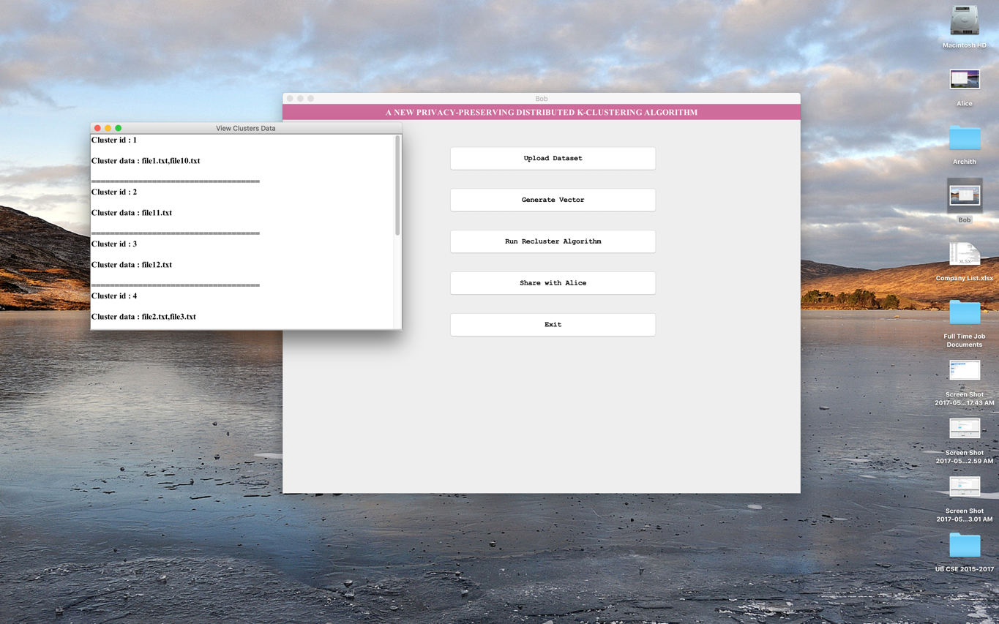 Bob
A NEW PRIVACY-PRESERVING DISTRIBUTED K-CLUSTERING ALGORITHM
View Clusters Data
Cluster id : 1
Cluster data : file1.txt,file10.txt
====================================
Cluster id : 2
Cluster data : file11.txt
====================================
Cluster id : 3
Cluster data : file12.txt
====================================
Cluster id : 4
Cluster data : file2.txt,file3.txt
Upload Dataset
Generate Vector
Run Recluster Algorithm
Share with Alice
Exit
Macintosh HD
Alice
Archith
Bob
XLSX
Company List.xlsx
Full Time Job
Documents
Screen Shot
2017-05...17.43 AM
Screen Shot
2017-05...2.59 AM
Screen Shot
2017-05...3.01 AM
UB CSE 2015-2017